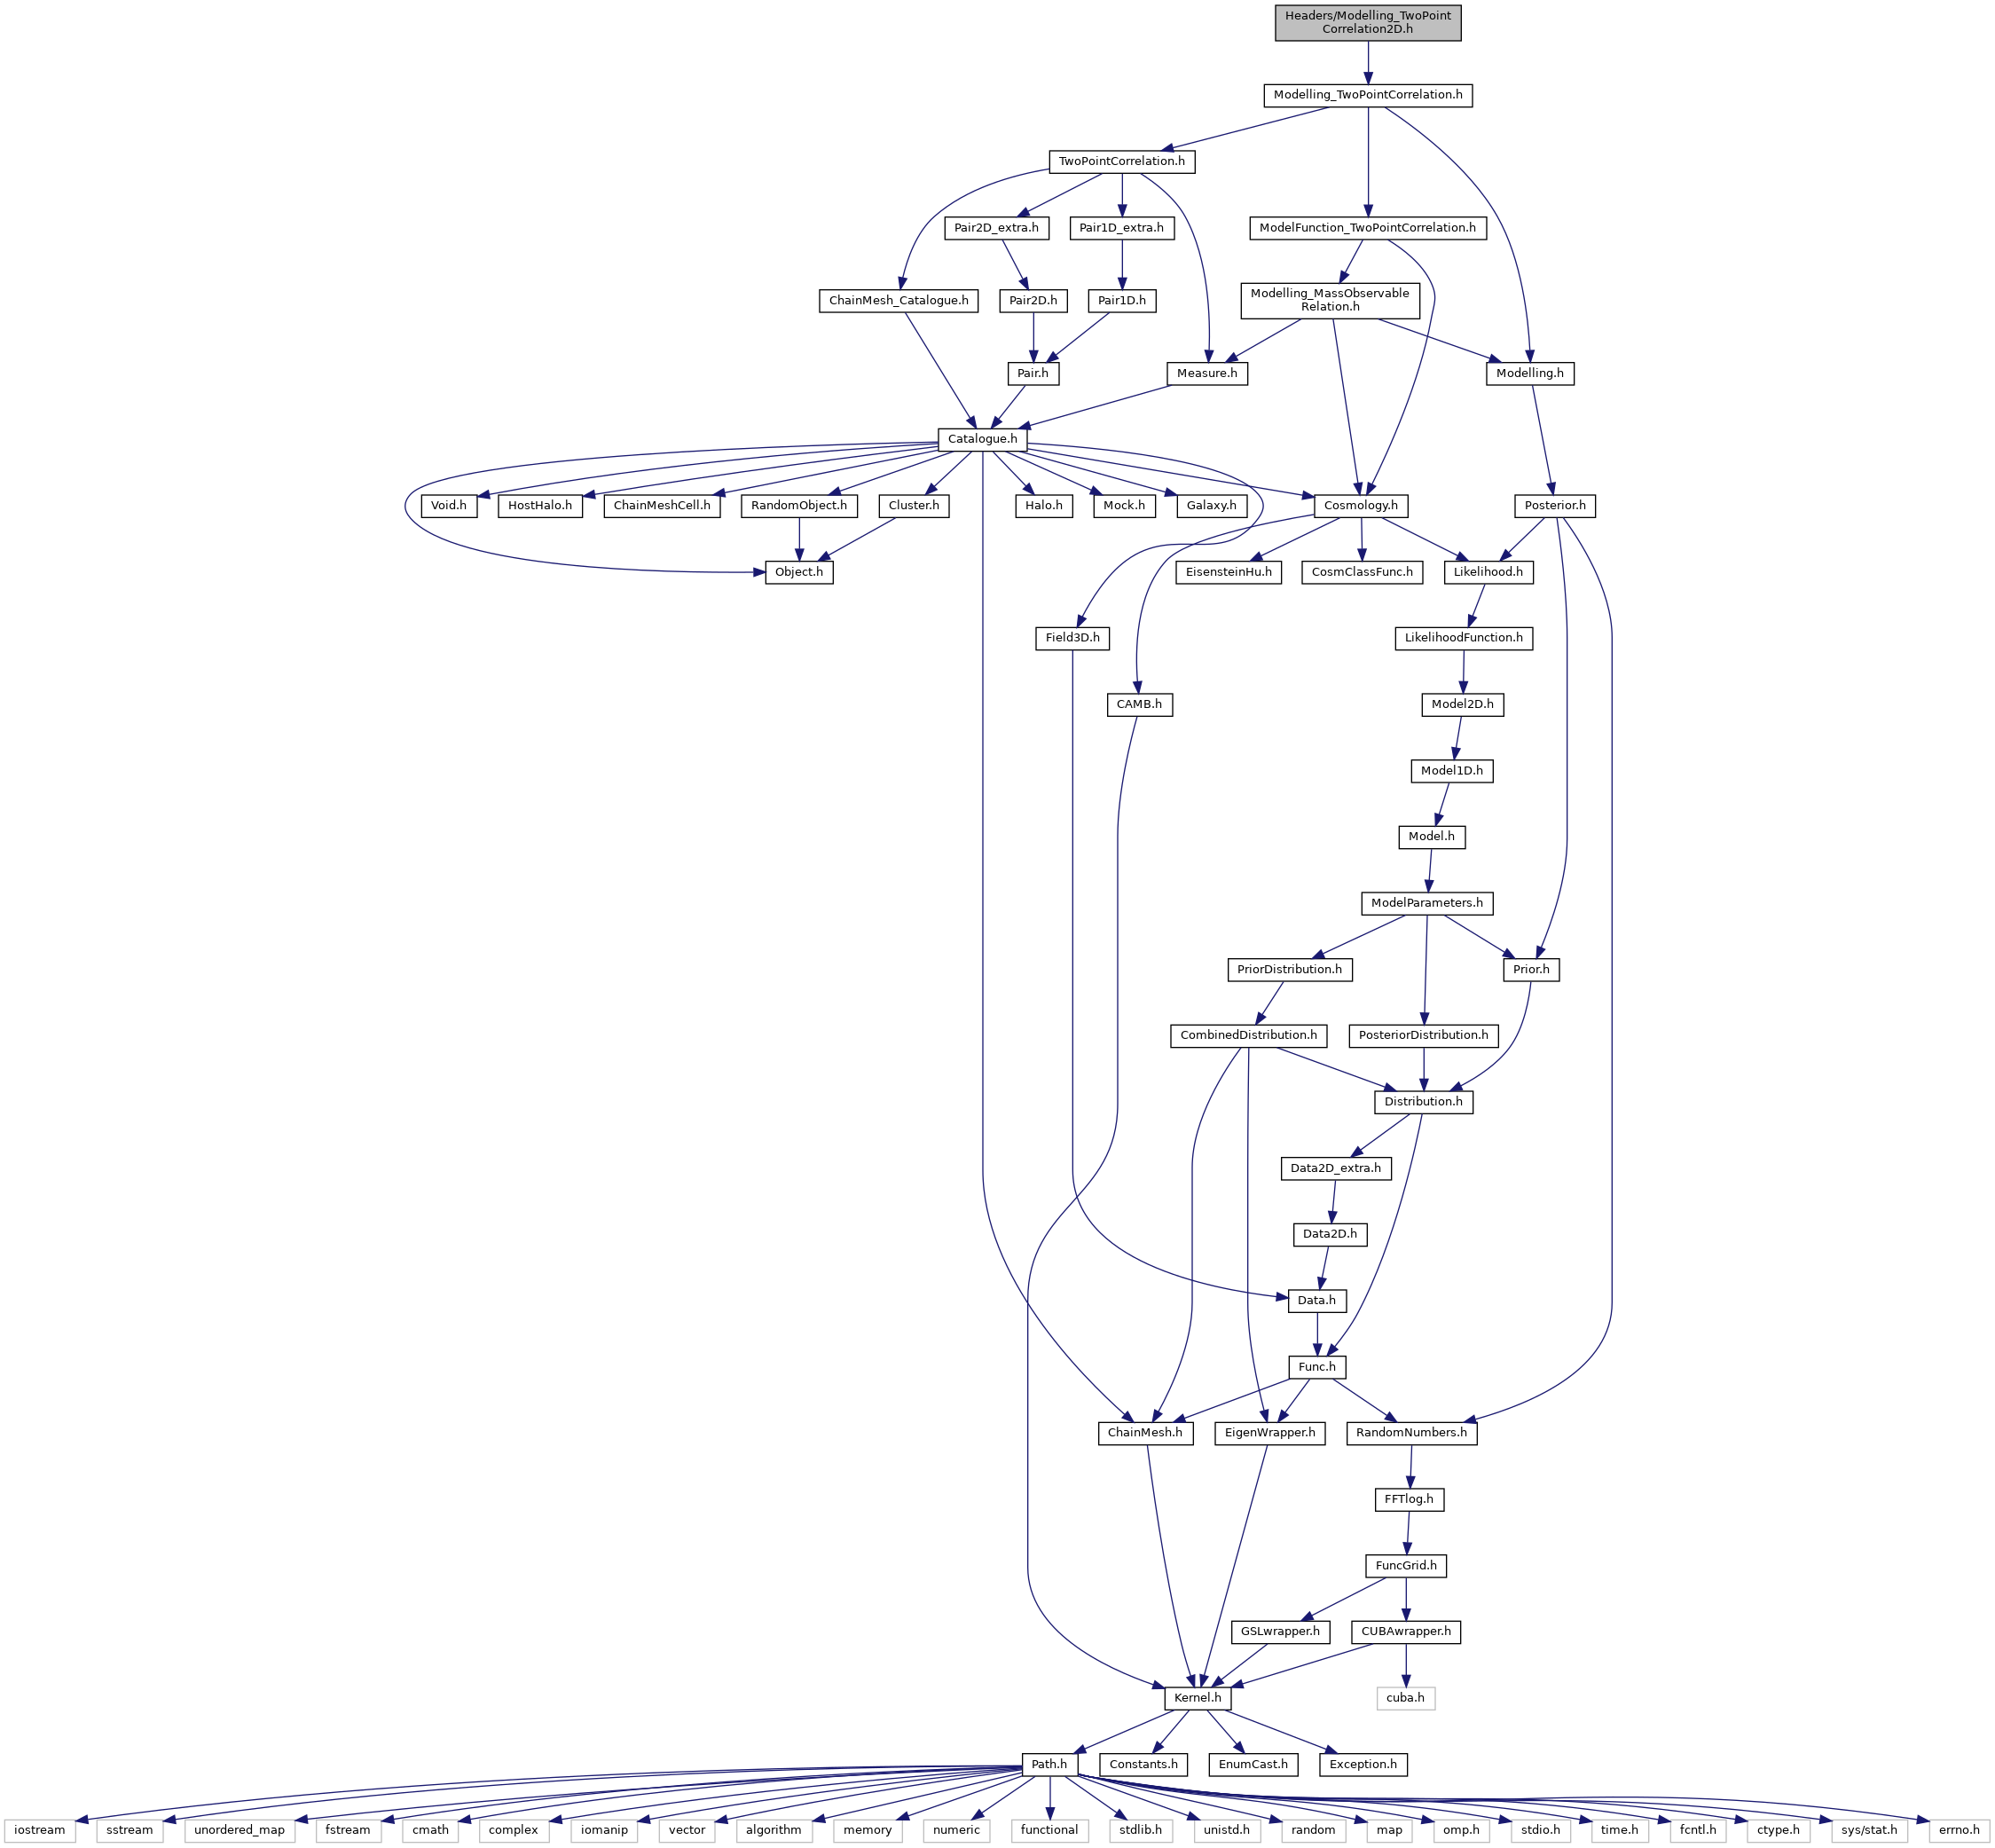 Headers/Modelling_TwoPoint
Correlation2D.h
Modelling_TwoPointCorrelation.h
TwoPointCorrelation.h
Pair2D_extra.h
Pair1D_extra.h
ModelFunction_TwoPointCorrelation.h
ChainMesh_Catalogue.h
Pair2D.h
Pair1D.h
Modelling_MassObservable
Relation.h
Pair.h
Measure.h
Modelling.h
Catalogue.h
Void.h
HostHalo.h
ChainMeshCell.h
RandomObject.h
Cluster.h
Halo.h
Mock.h
Galaxy.h
Cosmology.h
Posterior.h
Object.h
EisensteinHu.h
CosmClassFunc.h
Likelihood.h
Field3D.h
LikelihoodFunction.h
CAMB.h
Model2D.h
Model1D.h
Model.h
ModelParameters.h
PriorDistribution.h
Prior.h
CombinedDistribution.h
PosteriorDistribution.h
Distribution.h
Data2D_extra.h
Data2D.h
Data.h
Func.h
ChainMesh.h
EigenWrapper.h
RandomNumbers.h
FFTlog.h
FuncGrid.h
GSLwrapper.h
CUBAwrapper.h
Kernel.h
cuba.h
Path.h
Constants.h
EnumCast.h
Exception.h
iostream
sstream
unordered_map
fstream
cmath
complex
iomanip
vector
algorithm
memory
numeric
functional
stdlib.h
unistd.h
random
map
omp.h
stdio.h
time.h
fcntl.h
ctype.h
sys/stat.h
errno.h